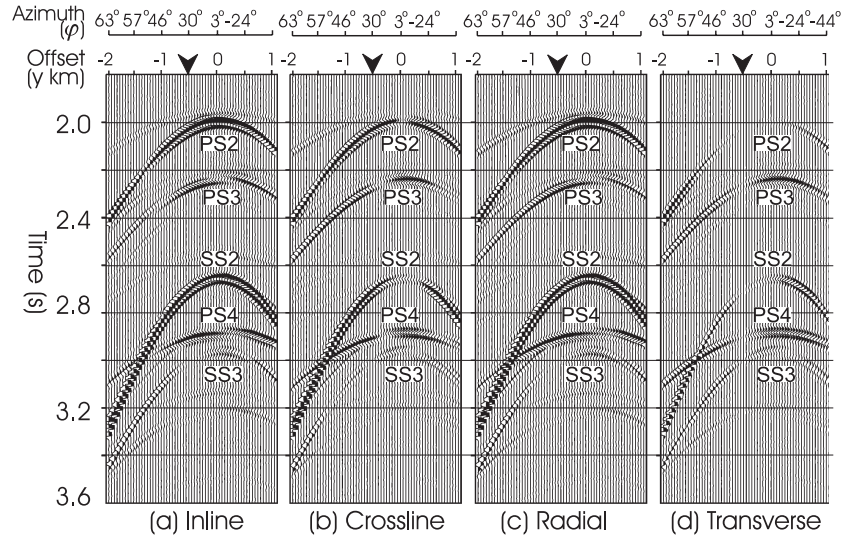 Azimuth (φ) 63° 57° 46° 30° 3° -24° 63° 57° 46° 30° 3° -24° 63° 57° 46° 30° 3° -24° 63° 57° 46° 30° 3° -24° -44°
Offset (y km) -2 -1 0 1 -2 -1 0 1 -2 -1 0 1 -2 -1 0 1
Time (s)
2.0
2.4
2.8
3.2
3.6
PS2 PS2 PS2 PS2
PS3 PS3 PS3 PS3
SS2 SS2 SS2 SS2
PS4 PS4 PS4 PS4
SS3 SS3 SS3 SS3
(a) Inline (b) Crossline (c) Radial (d) Transverse